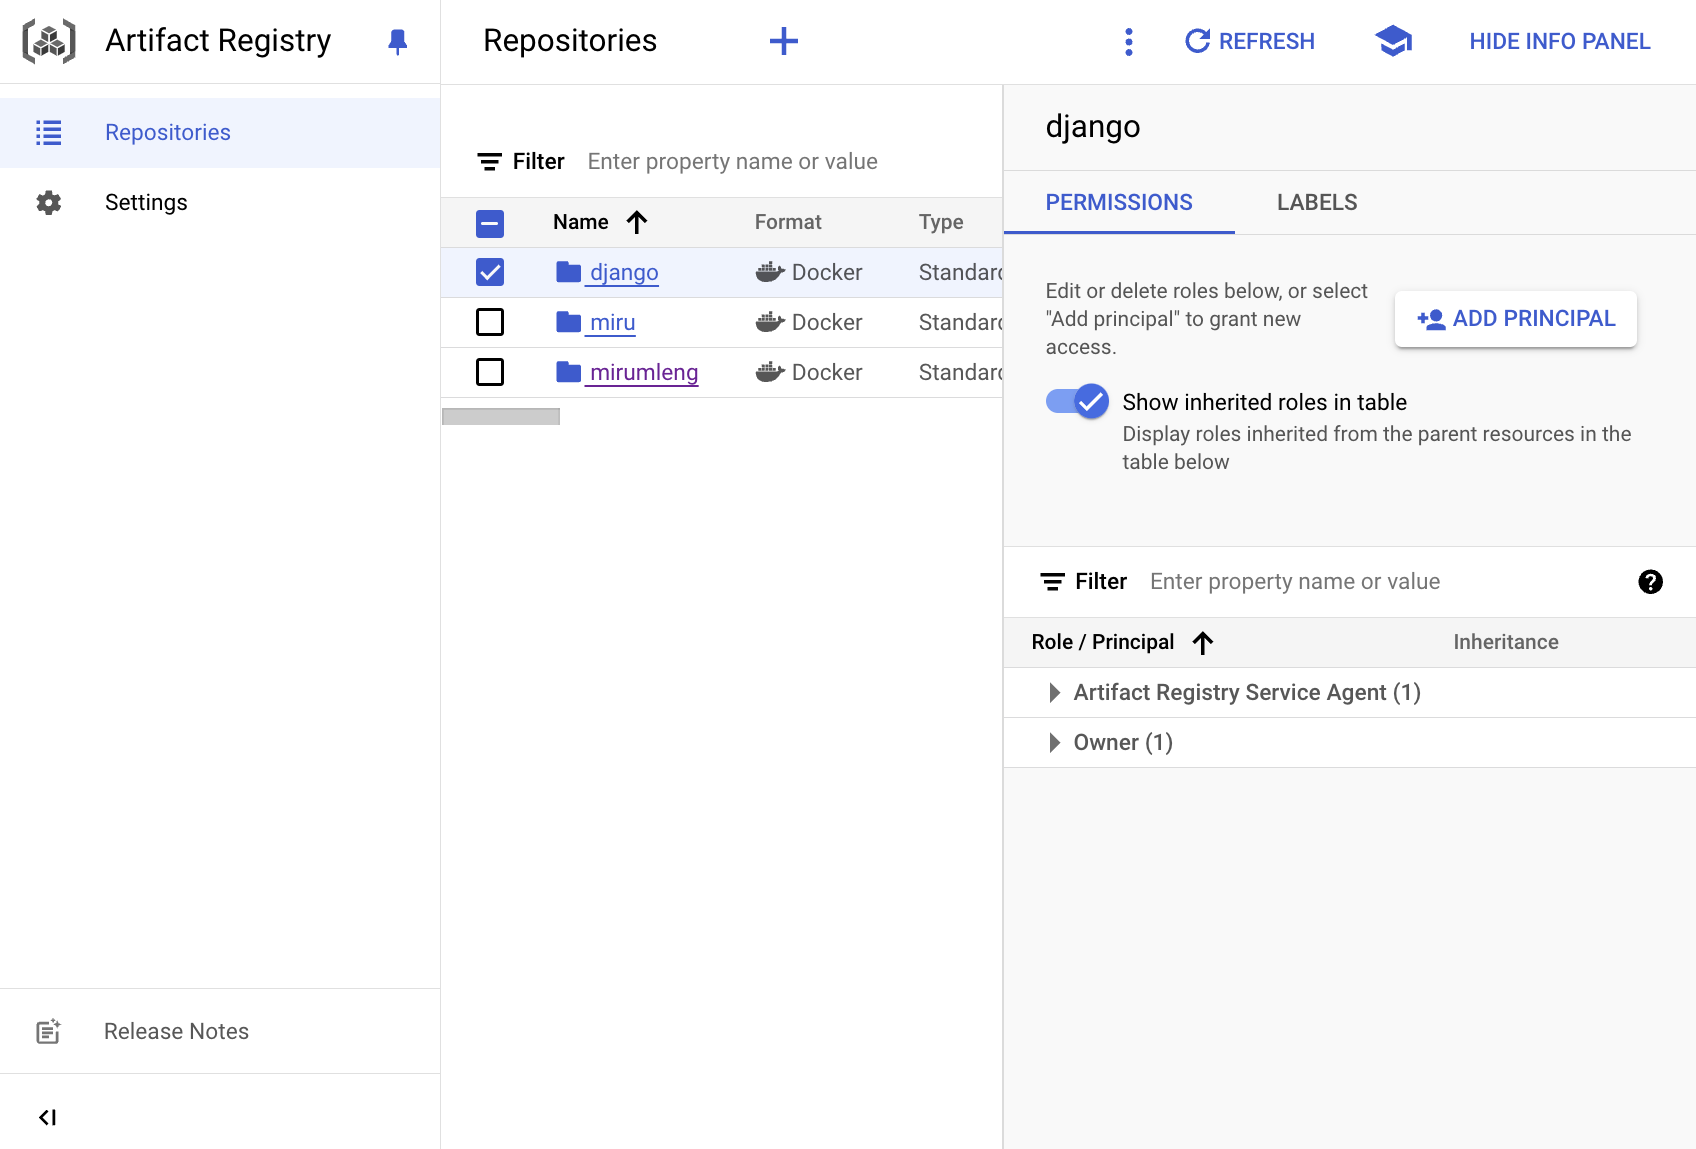 Artifact Registry
Repositories
REFRESH
HIDE INFO PANEL
Repositories
Settings
Release Notes
Filter Enter property name or value
Name Format Type
django Docker Standard
miru Docker Standard
mirumleng Docker Standard
django
PERMISSIONS LABELS
Edit or delete roles below, or select
"Add principal" to grant new
access.
ADD PRINCIPAL
Show inherited roles in table
Display roles inherited from the parent resources in the
table below
Filter Enter property name or value
Role / Principal Inheritance
Artifact Registry Service Agent (1)
Owner (1)